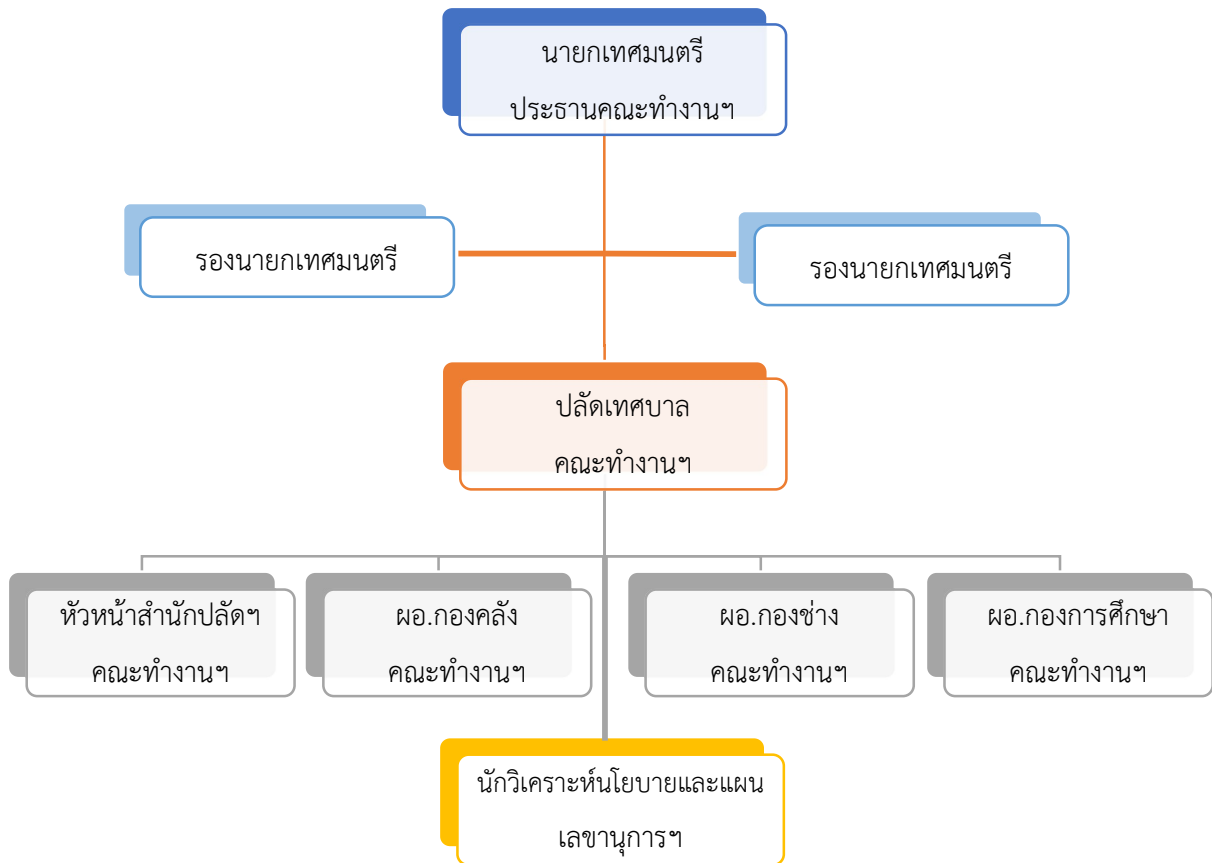 นายกเทศมนตรี
ประธานคณะทำงานฯ
รองนายกเทศมนตรี
รองนายกเทศมนตรี
ปลัดเทศบาล
คณะทำงานฯ
หัวหน้าสำนักปลัดฯ
คณะทำงานฯ
ผอ.กองคลัง
คณะทำงานฯ
ผอ.กองช่าง
คณะทำงานฯ
ผอ.กองการศึกษา
คณะทำงานฯ
นักวิเคราะห์นโยบายและแผน
เลขานุการฯ